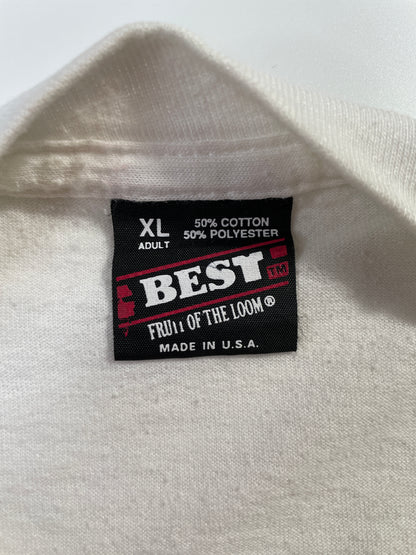 XL
ADULT
50% COTTON
50% POLYESTER
BEST TM
FRUIT OF THE LOOM®
MADE IN U.S.A.